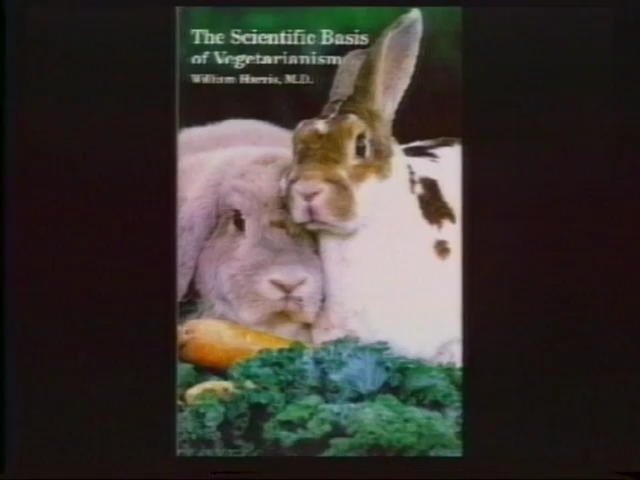 The Scientific Basis
of Vegetarianism
William Harris, M.D.